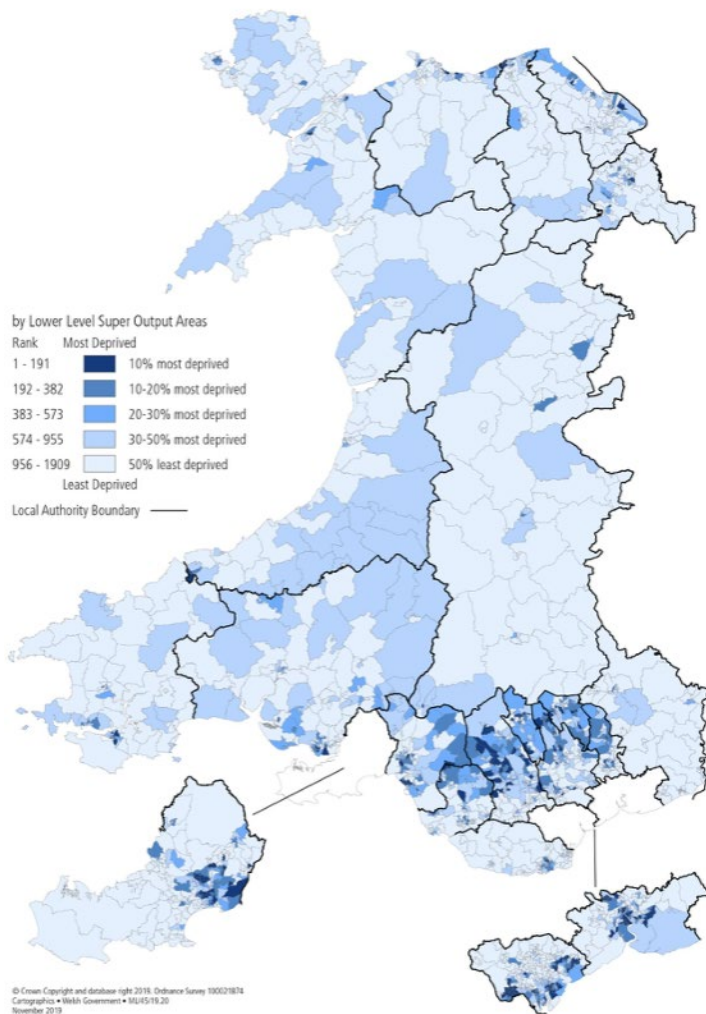 by Lower Level Super Output Areas
Rank Most Deprived
1 - 191 10% most deprived
192 - 382 10-20% most deprived
383 - 573 20-30% most deprived
574 - 955 30-50% most deprived
956 - 1909 50% least deprived
Least Deprived
Local Authority Boundary
© Crown Copyright and database right 2019. Ordnance Survey 100021874
Cartographics • Welsh Government • ML/45/19.20
November 2019